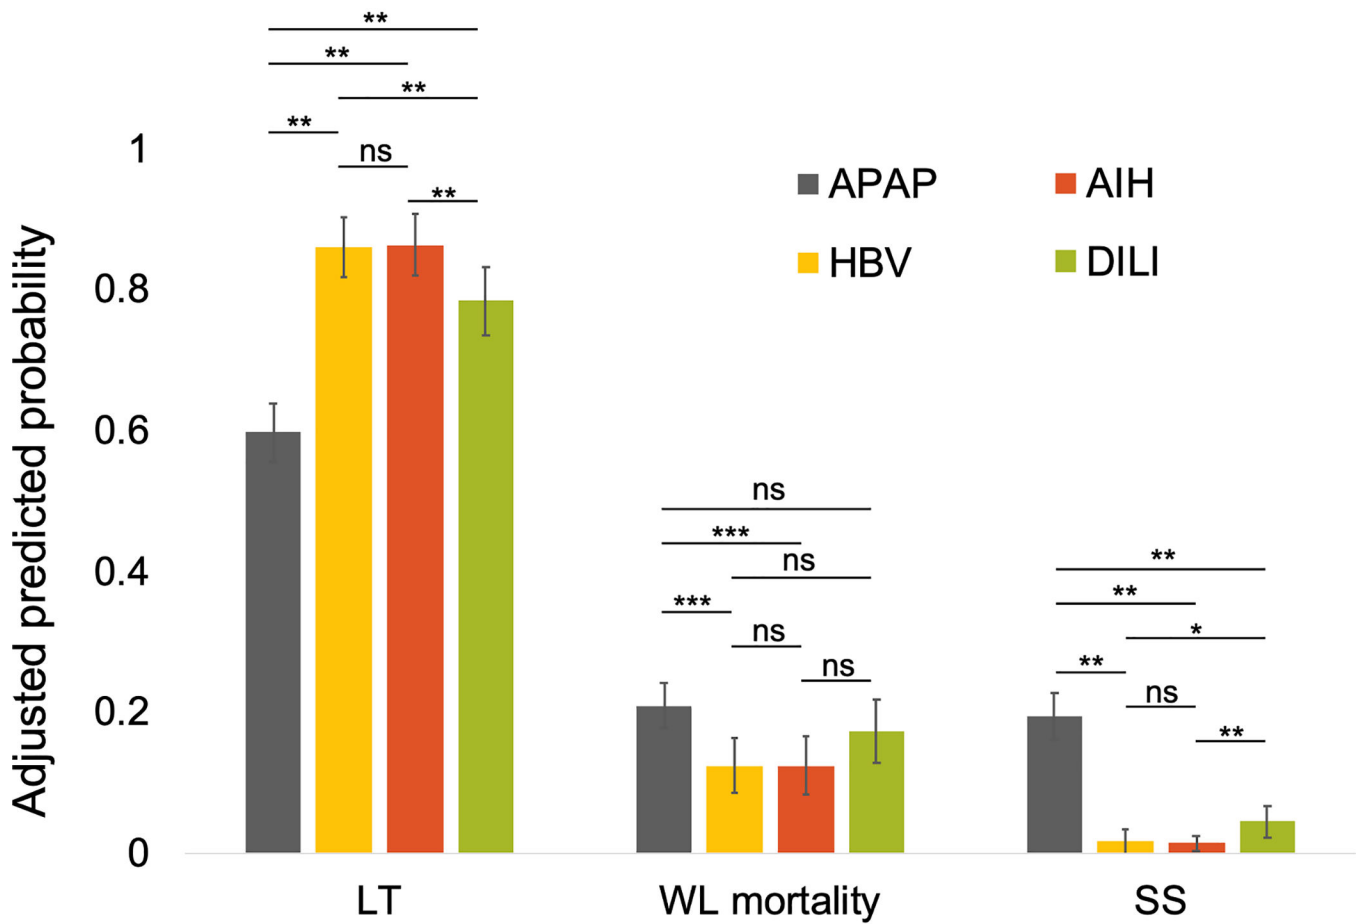 **
**
**
**
ns
**
1
0.8
0.6
0.4
0.2
0
Adjusted predicted probability
APAP
AIH
HBV
DILI
ns
***
ns
***
ns
ns
**
**
*
**
ns
**
LT
WL mortality
SS